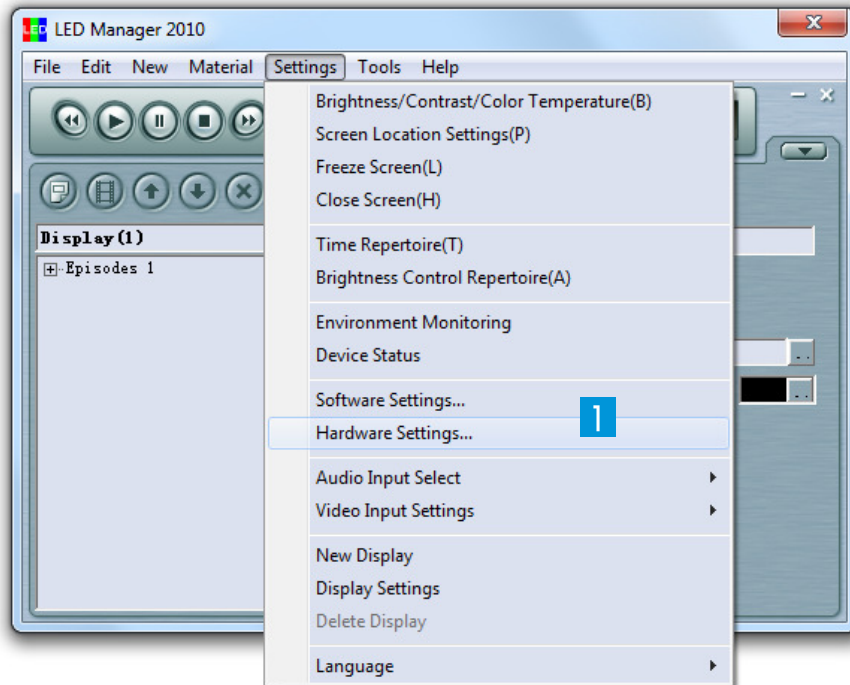 LED LED Manager 2010
File Edit New Material Settings Tools Help
Brightness/Contrast/Color Temperature(B)
Screen Location Settings(P)
Freeze Screen(L)
Close Screen(H)
Display(1)
Time Repertoire(T)
Episodes 1
Brightness Control Repertoire(A)
Environment Monitoring
Device Status
..
Software Settings...
..
1
Hardware Settings...
Audio Input Select
Video Input Settings
New Display
Display Settings
Delete Display
Language